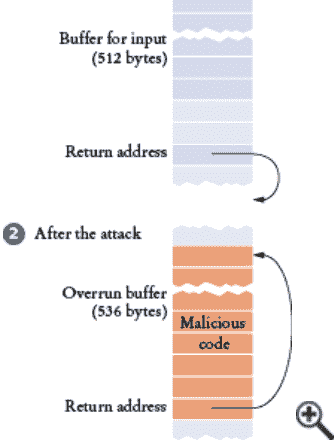 Buffer for input
(512 bytes)
Return address
2 After the attack
Overrun buffer
(536 bytes)
Malicious
code
Return address